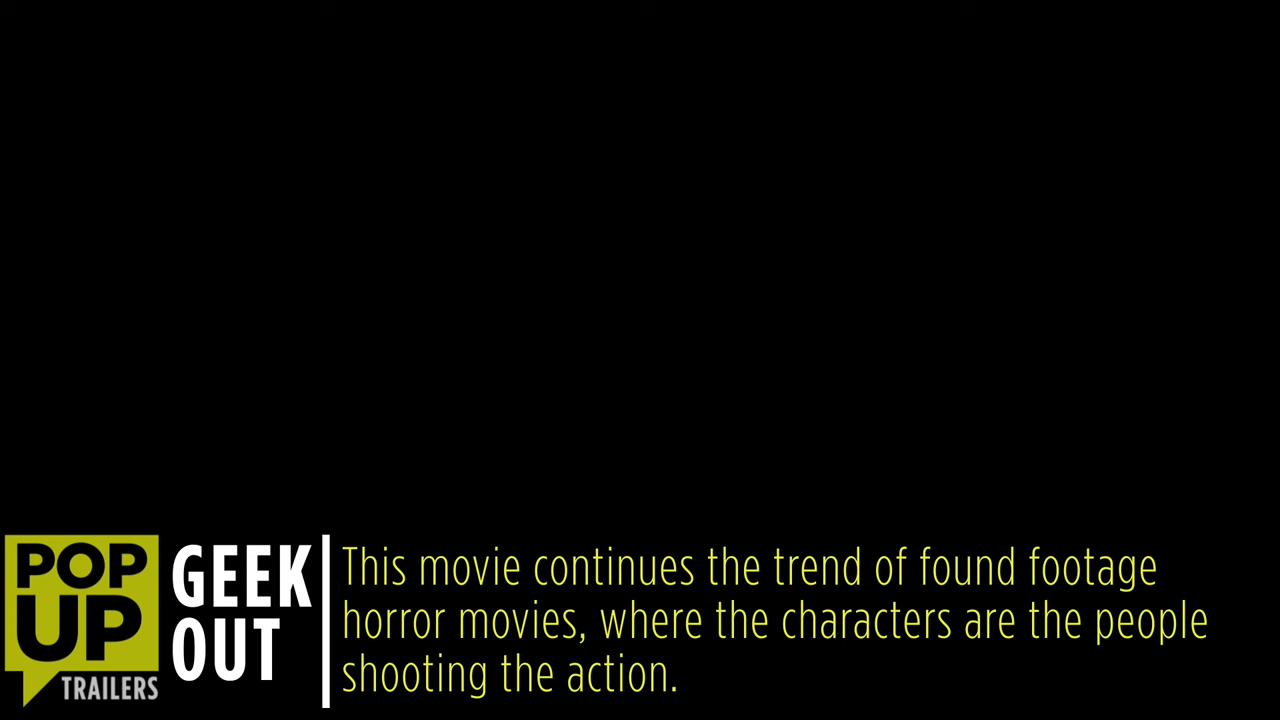 POP
UP
TRAILERS
GEEK
OUT
This movie continues the trend of found footage
horror movies, where the characters are the people
shooting the action.